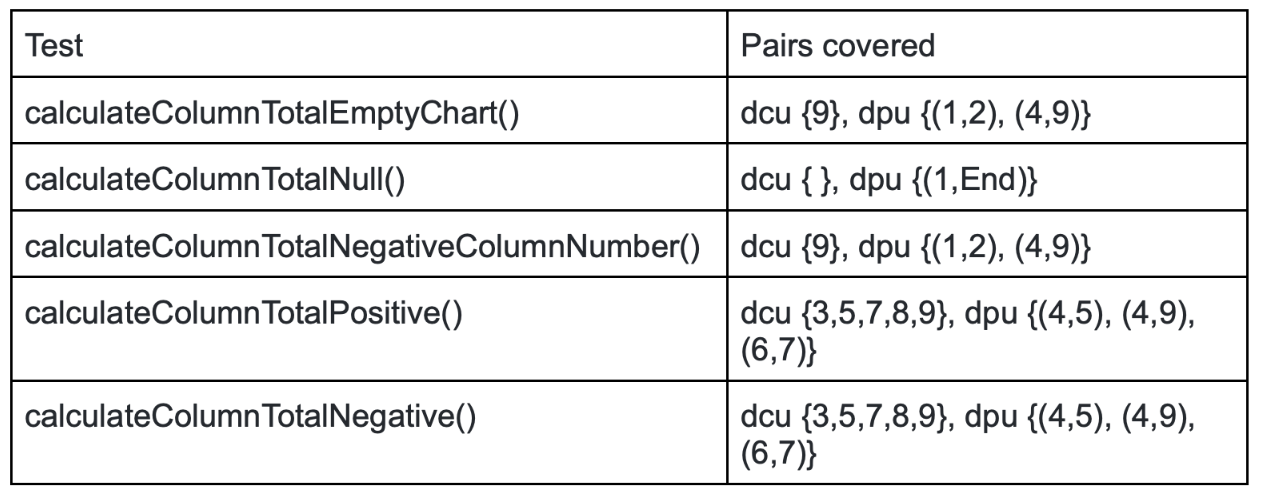 Test
Pairs covered
calculateColumnTotalEmptyChart()
dcu {9}, dpu {(1,2), (4,9)}
calculateColumnTotalNull()
dcu { }, dpu {(1,End)}
calculateColumnTotalNegativeColumnNumber()
dcu {9}, dpu {(1,2), (4,9)}
calculateColumnTotalPositive()
dcu {3,5,7,8,9}, dpu {(4,5), (4,9),
(6,7)}
calculateColumnTotalNegative()
dcu {3,5,7,8,9}, dpu {(4,5), (4,9),
(6,7)}